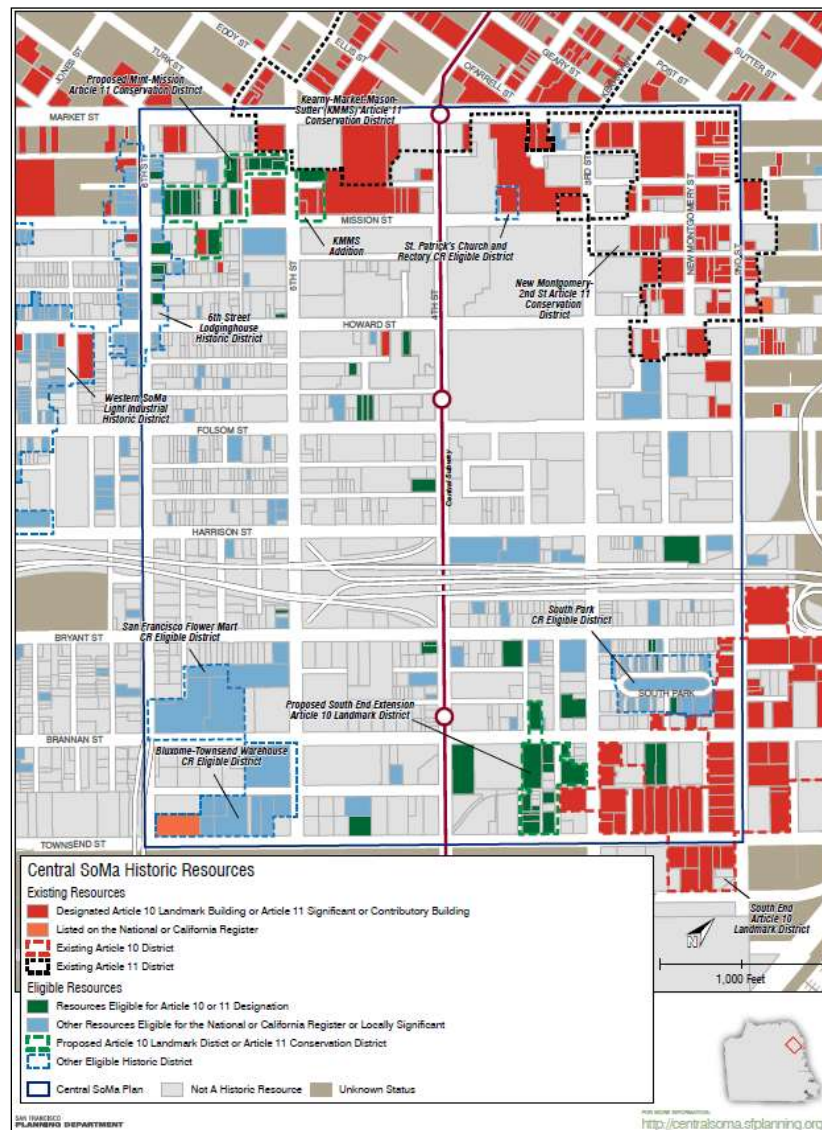 JONES ST
TURK ST
EDDY ST
ELLIS ST
OFARRELL ST
GEARY ST
POST ST
SUTTER ST
Proposed Mint-Mission
Article 11 Conservation District
Kearny-Market-Mason-
Sutter (KMMS) Article 11
Conservation District
MARKET ST
6TH ST
3RD ST
NEW MONTGOMERY ST
2ND ST
MISSION ST
KMMS
Addition
St. Patrick's Church and
Rectory CR Eligible District
5TH ST
4TH ST
New Montgomery-
2nd St Article 11
Conservation
District
6th Street
Lodginghouse
Historic District
HOWARD ST
Western SoMa
Light Industrial
Historic District
FOLSOM ST
Central Subway
HARRISON ST
San Francisco Flower Mart
CR Eligible District
South Park
CR Eligible District
BRYANT ST
SOUTH PARK
Proposed South End Extension
Article 10 Landmark District
BRANNAN ST
Bluxome-Townsend Warehouse
CR Eligible District
TOWNSEND ST
South End
Article 10
Landmark District
N
1,000 Feet
Central SoMa Historic Resources
Existing Resources
Designated Article 10 Landmark Building or Article 11 Significant or Contributory Building
Listed on the National or California Register
Existing Article 10 District
Existing Article 11 District
Eligible Resources
Resources Eligible for Article 10 or 11 Designation
Other Resources Eligible for the National or California Register or Locally Significant
Proposed Article 10 Landmark Distict or Article 11 Conservation District
Other Eligible Historic District
Central SoMa Plan Not A Historic Resource Unknown Status
SAN FRANCISCO
PLANNING DEPARTMENT
FOR MORE INFORMATION:
http://centralsoma.sfplanning.org